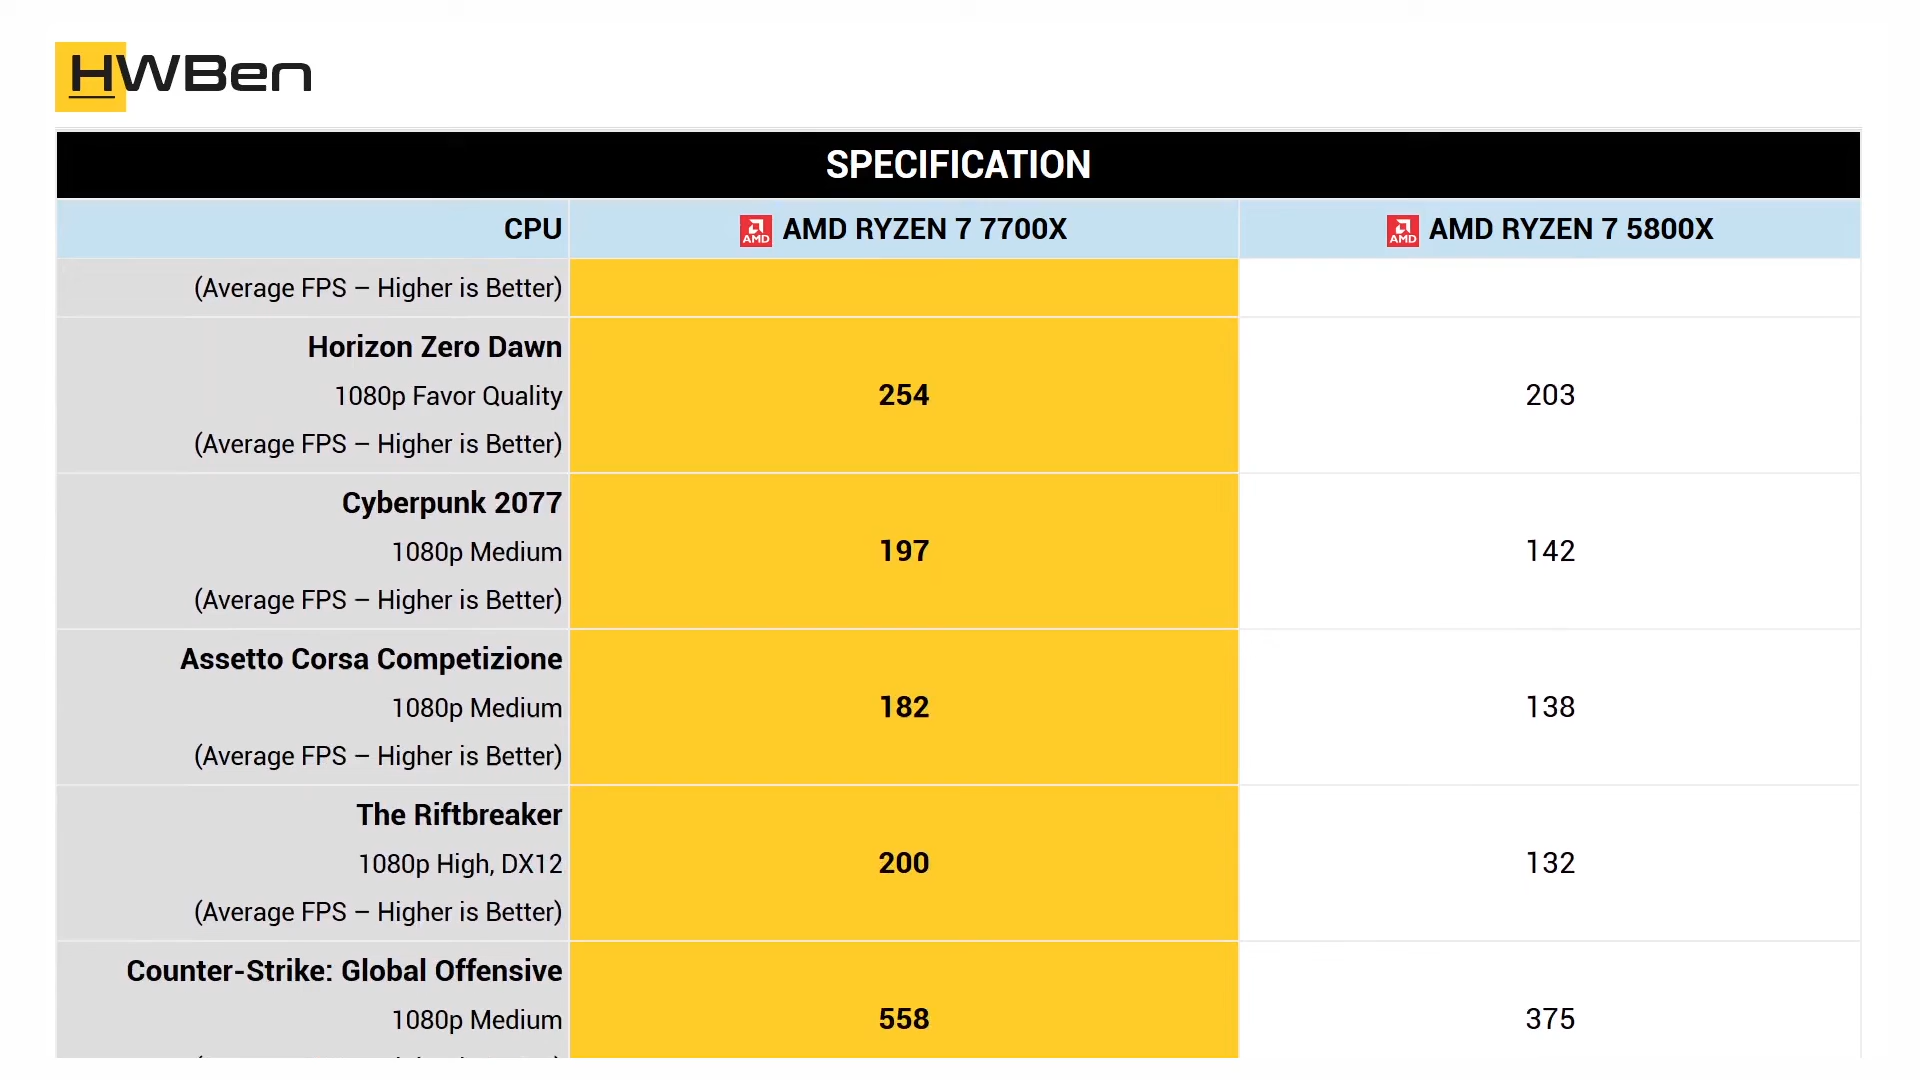 HWBen
SPECIFICATION
CPU AMD AMD RYZEN 7 7700X AMD AMD RYZEN 7 5800X
(Average FPS – Higher is Better)
Horizon Zero Dawn
1080p Favor Quality 254 203
(Average FPS – Higher is Better)
Cyberpunk 2077
1080p Medium 197 142
(Average FPS – Higher is Better)
Assetto Corsa Competizione
1080p Medium 182 138
(Average FPS – Higher is Better)
The Riftbreaker
1080p High, DX12 200 132
(Average FPS – Higher is Better)
Counter-Strike: Global Offensive
1080p Medium 558 375